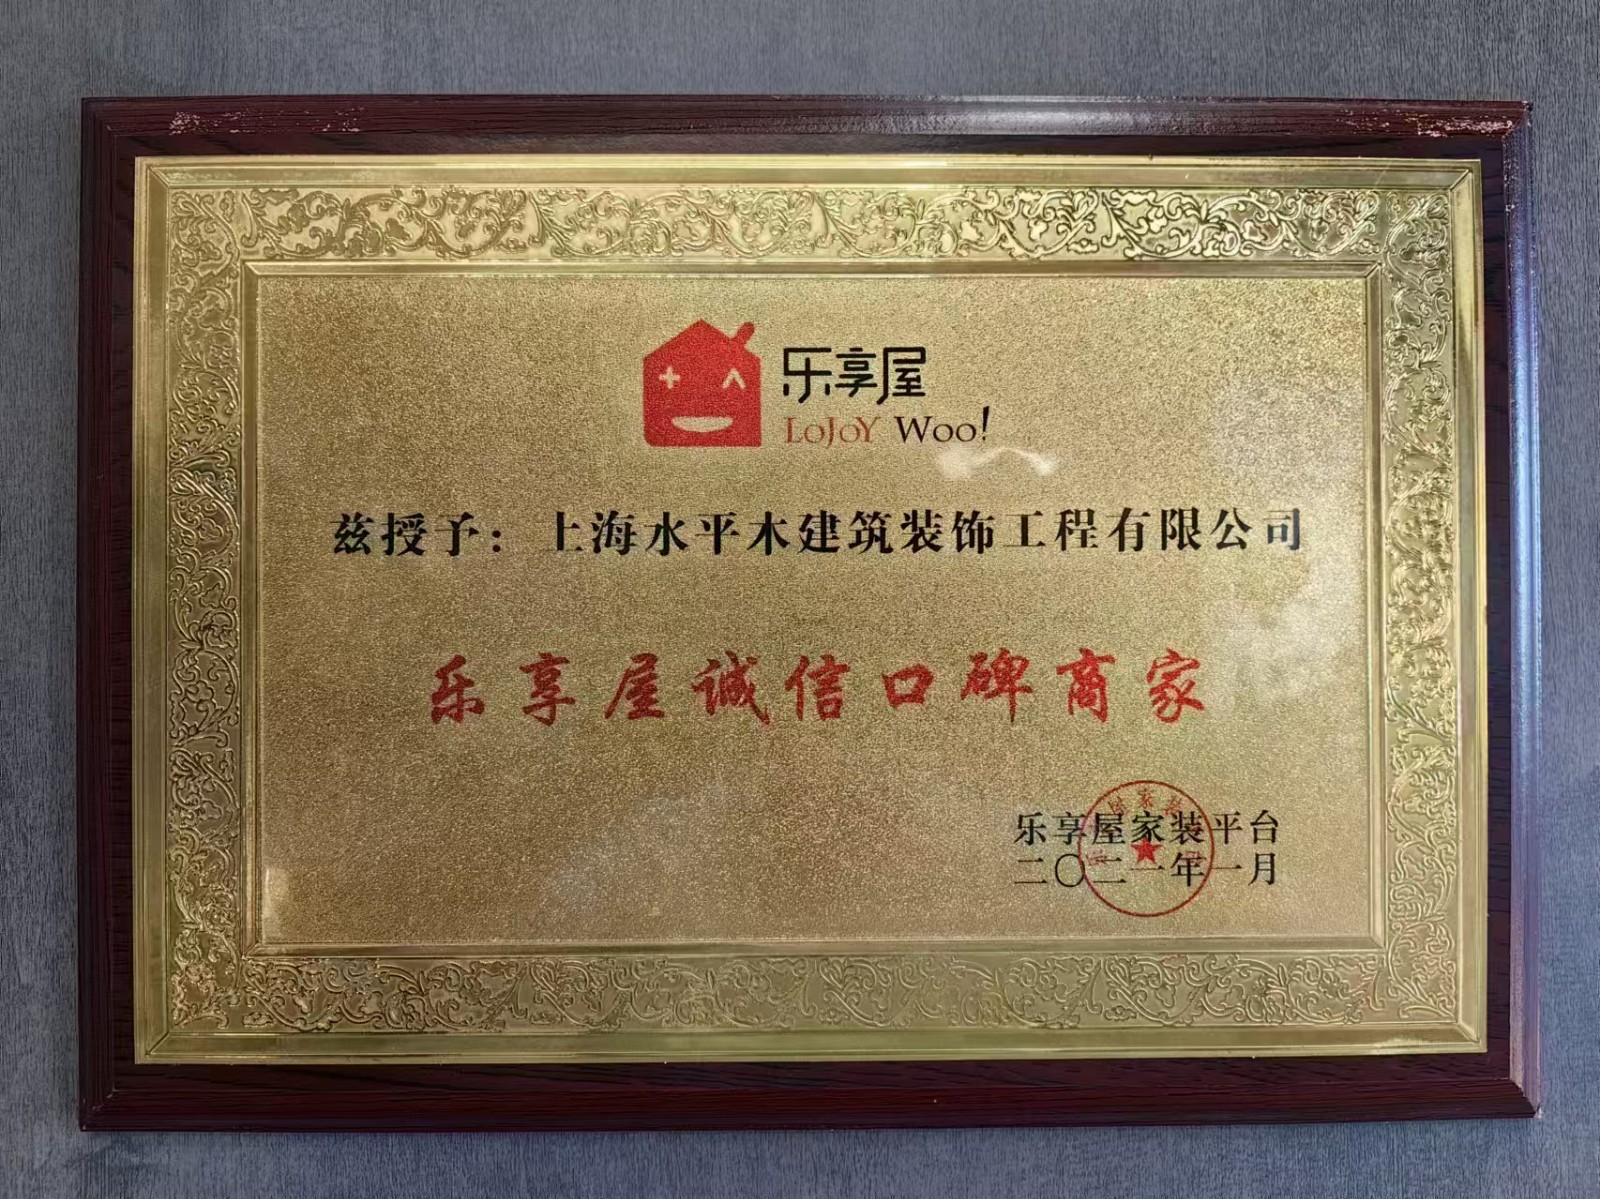 乐享屋
LoJoY Woo!
兹授予：上海水平木建筑装饰工程有限公司
乐享屋诚信口碑商家
乐享屋家装平台
二〇二一年一月